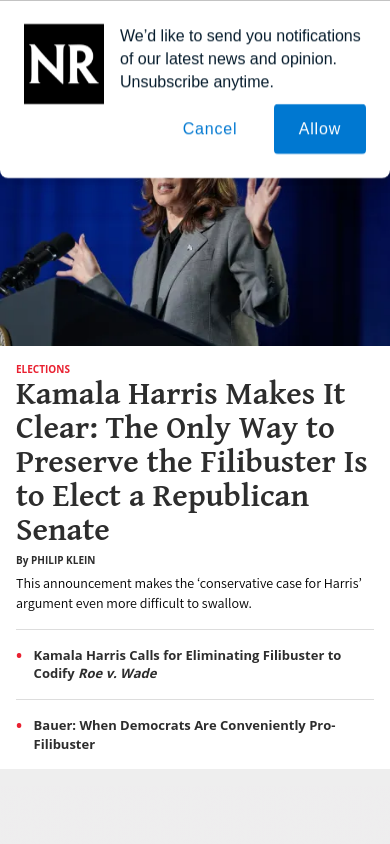 NR
We’d like to send you notifications
of our latest news and opinion.
Unsubscribe anytime.
Cancel
Allow
ELECTIONS
Kamala Harris Makes It
Clear: The Only Way to
Preserve the Filibuster Is
to Elect a Republican
Senate
By PHILIP KLEIN
This announcement makes the ‘conservative case for Harris’
argument even more difficult to swallow.
Kamala Harris Calls for Eliminating Filibuster to
Codify Roe v. Wade
Bauer: When Democrats Are Conveniently Pro-
Filibuster